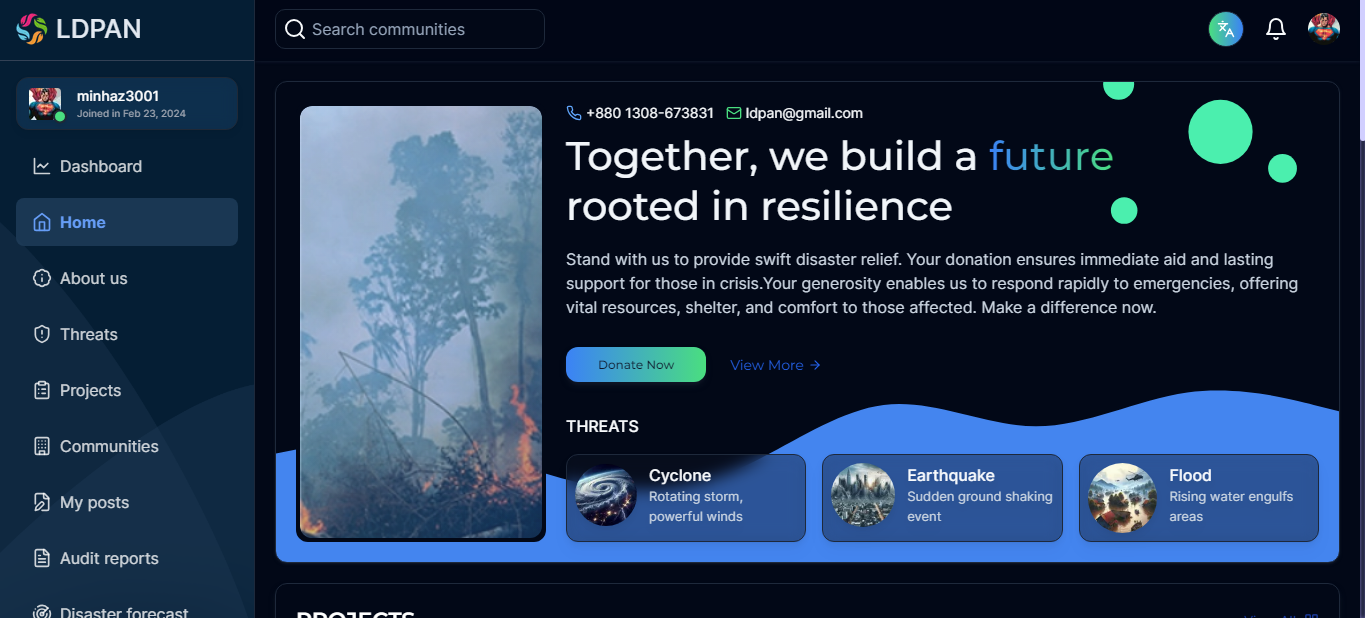 LDPAN
Search communities
minhaz3001
Joined in Feb 23, 2024
Dashboard
Home
About us
Threats
Projects
Communities
My posts
Audit reports
Disaster forecast
+880 1308-673831 ldpan@gmail.com
Together, we build a future
rooted in resilience
Stand with us to provide swift disaster relief. Your donation ensures immediate aid and lasting
support for those in crisis.Your generosity enables us to respond rapidly to emergencies, offering
vital resources, shelter, and comfort to those affected. Make a difference now.
Donate Now View More →
THREATS
Cyclone
Rotating storm,
powerful winds
Earthquake
Sudden ground shaking
event
Flood
Rising water engulfs
areas
PROJECTS
View All